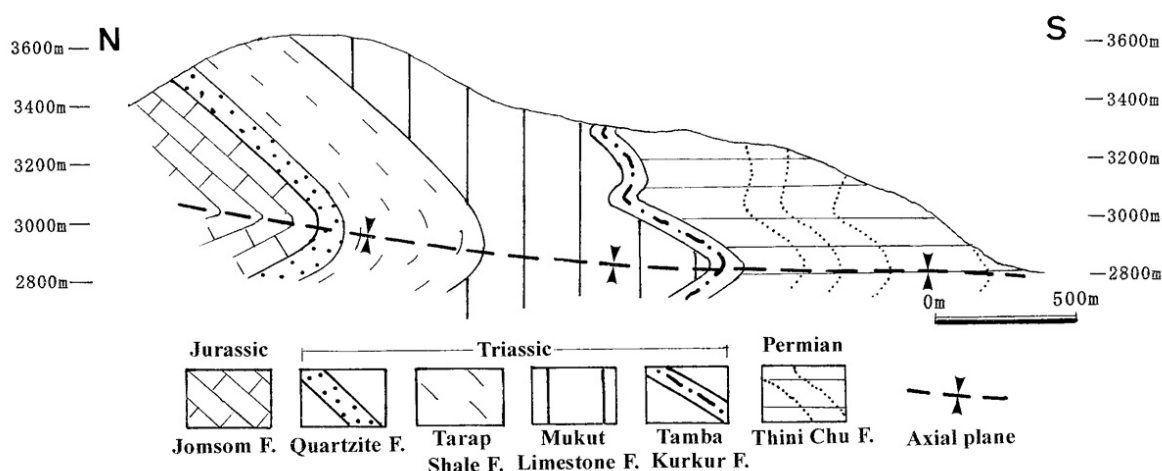 N
S
3600m
3400m
3200m
3000m
2800m
3600m
3400m
3200m
3000m
2800m
0m
500m
Jurassic
Triassic
Permian
Jomsom F.
Quartzite F.
Tarap
Shale F.
Mukut
Limestone F.
Tamba
Kurkur F.
Thini Chu F.
Axial plane